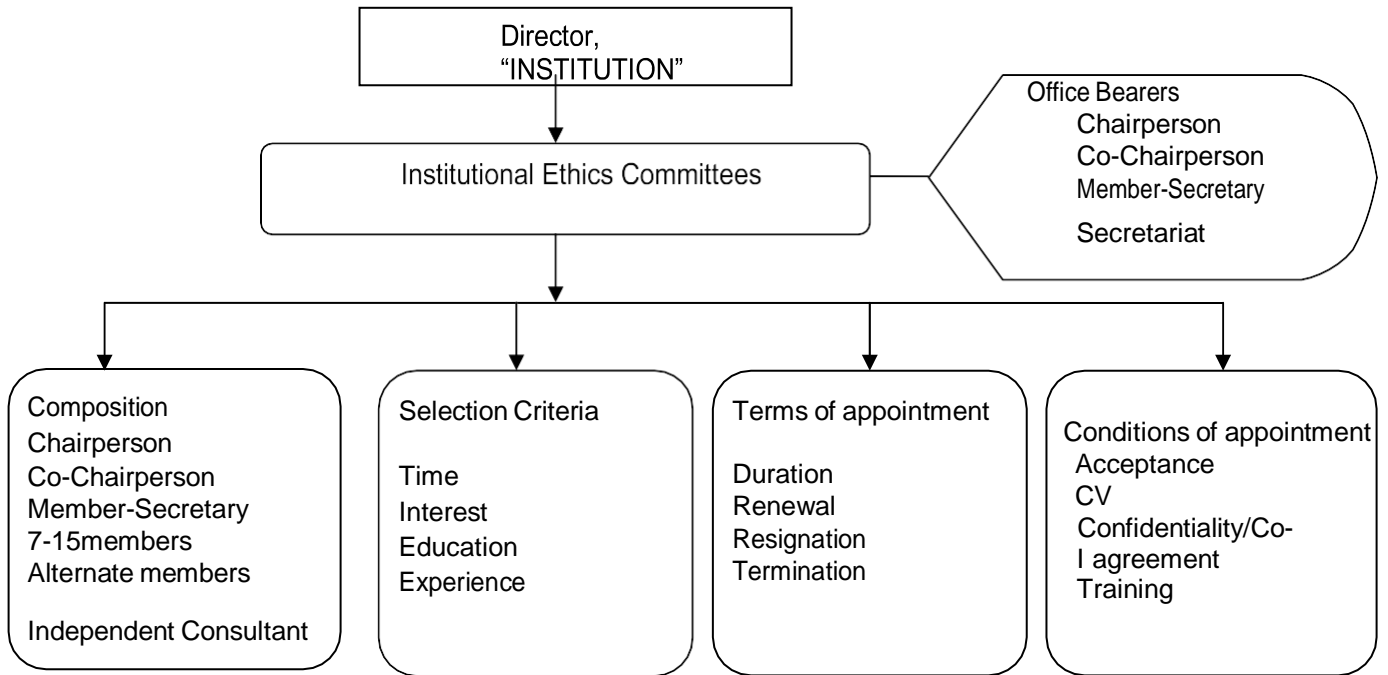 Director,
“INSTITUTION”
Office Bearers
Chairperson
Co-Chairperson
Member-Secretary
Secretariat
Institutional Ethics Committees
Composition
Chairperson
Co-Chairperson
Member-Secretary
7-15members
Alternate members
Independent Consultant
Selection Criteria
Time
Interest
Education
Experience
Terms of appointment
Duration
Renewal
Resignation
Termination
Conditions of appointment
Acceptance
CV
Confidentiality/Co-
I agreement
Training